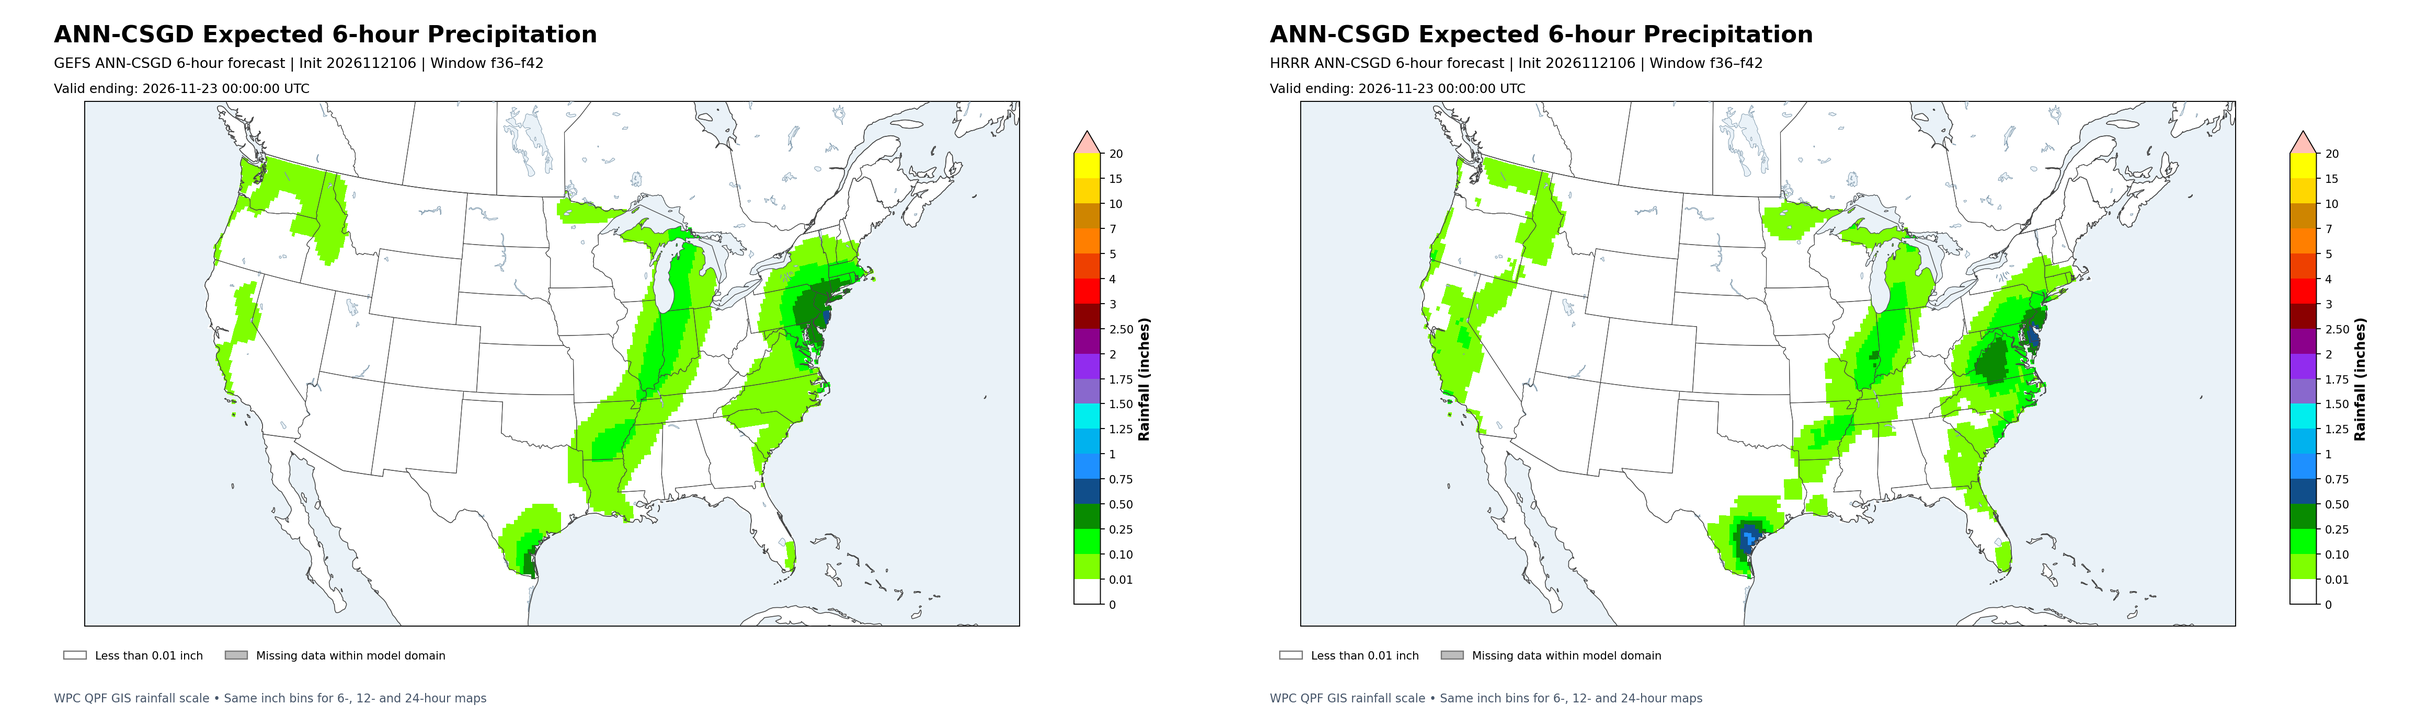 ANN-CSGD Expected 6-hour Precipitation
GEFS ANN-CSGD 6-hour forecast | Init 2026112106 | Window f36–f42
Valid ending: 2026-11-23 00:00:00 UTC
20
15
10
7
5
4
3
2.50
2
1.75
1.50
1.25
1
0.75
0.50
0.25
0.10
0.01
0
Rainfall (inches)
Less than 0.01 inch
Missing data within model domain
WPC QPF GIS rainfall scale • Same inch bins for 6-, 12- and 24-hour maps
ANN-CSGD Expected 6-hour Precipitation
HRRR ANN-CSGD 6-hour forecast | Init 2026112106 | Window f36–f42
Valid ending: 2026-11-23 00:00:00 UTC
20
15
10
7
5
4
3
2.50
2
1.75
1.50
1.25
1
0.75
0.50
0.25
0.10
0.01
0
Rainfall (inches)
Less than 0.01 inch
Missing data within model domain
WPC QPF GIS rainfall scale • Same inch bins for 6-, 12- and 24-hour maps